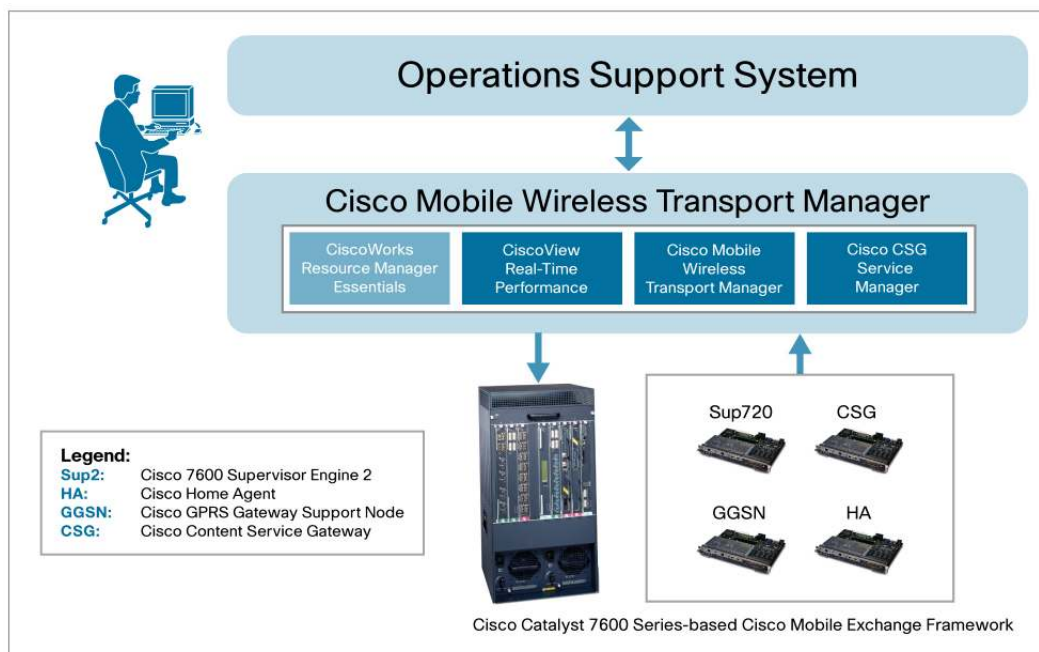 Operations Support System
Cisco Mobile Wireless Transport Manager
CiscoWorks
Resource Manager
Essentials
CiscoView
Real-Time
Performance
Cisco Mobile
Wireless
Transport Manager
Cisco CSG
Service
Manager
Sup720
CSG
GGSN
HA
Legend:
Sup2: Cisco 7600 Supervisor Engine 2
HA: Cisco Home Agent
GGSN: Cisco GPRS Gateway Support Node
CSG: Cisco Content Service Gateway
Cisco Catalyst 7600 Series-based Cisco Mobile Exchange Framework